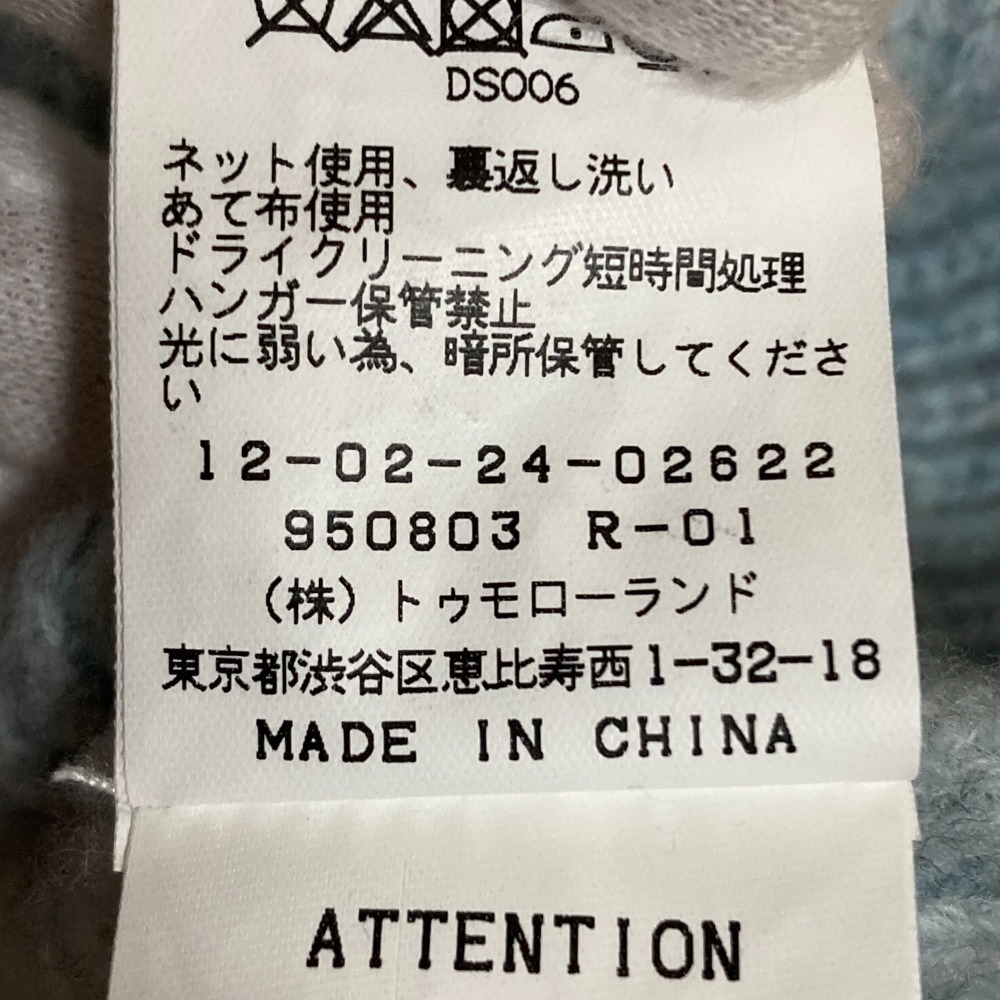 DS006
ネット使用、裏返し洗い
あて布使用
ドライクリーニング短時間処理
ハンガー保管禁止
光に弱い為、暗所保管してくださ
い
12-02-24-02622
950803 R-01
（株）トゥモローランド
東京都渋谷区恵比寿西1-32-18
MADE IN CHINA
ATTENTION